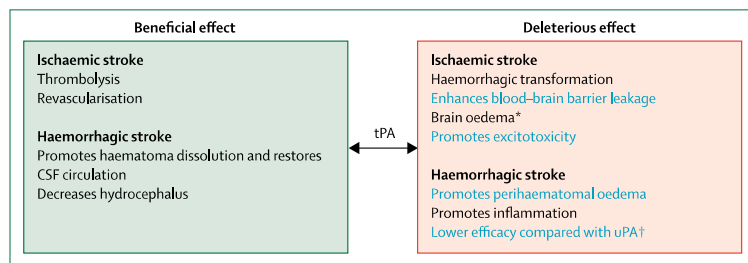 Beneficial effect
Ischaemic stroke
Thrombolysis
Revascularisation
Haemorrhagic stroke
Promotes haematoma dissolution and restores
CSF circulation
Decreases hydrocephalus
tPA
Deleterious effect
Ischaemic stroke
Haemorrhagic transformation
Enhances blood–brain barrier leakage
Brain oedema*
Promotes excitotoxicity
Haemorrhagic stroke
Promotes perihaematomal oedema
Promotes inflammation
Lower efficacy compared with uPA†